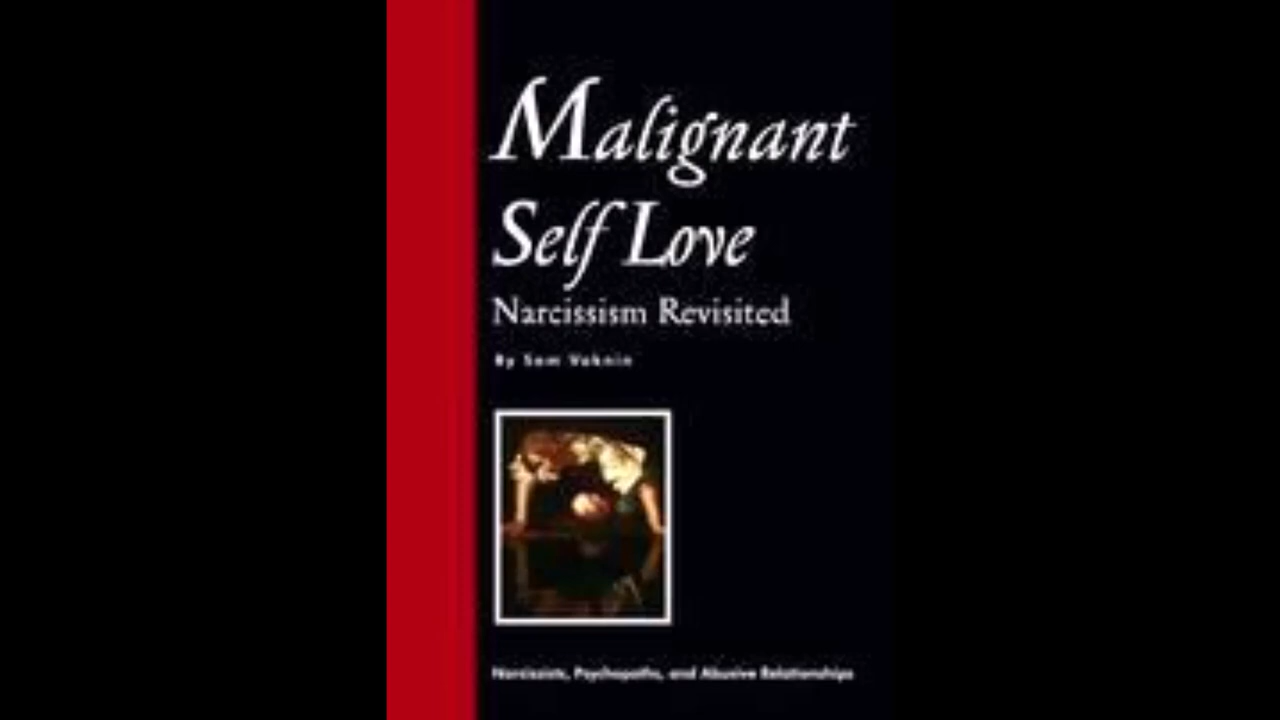 Malignant
Self Love
Narcissism Revisited
By Sam Vaknin
Narcissists, Psychopaths, and Abusive Relationships